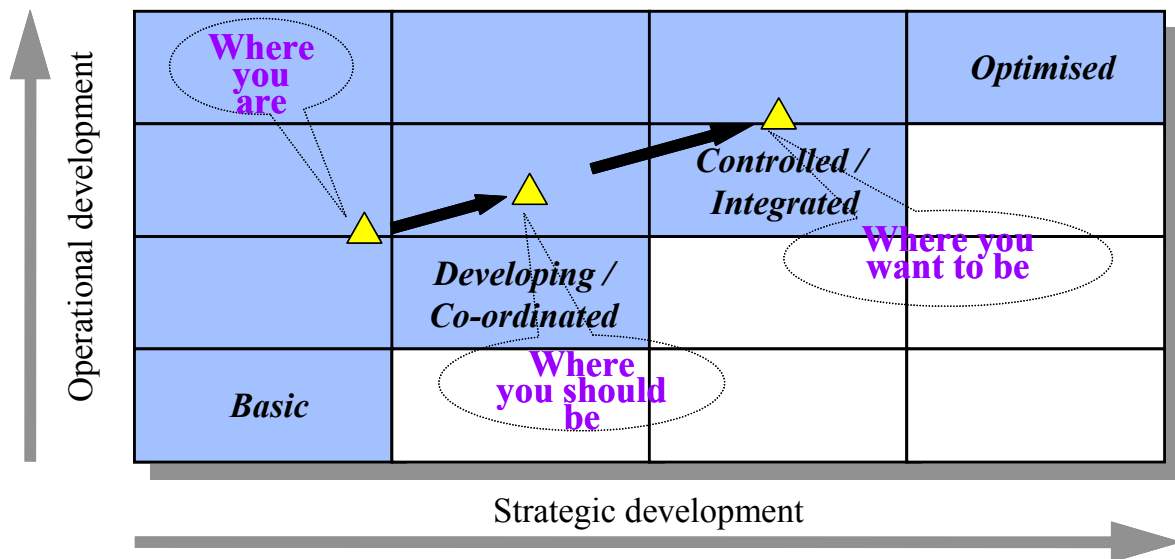 Where
you
are
Optimised
Controlled /
Integrated
Where you
want to be
Developing /
Co-ordinated
Where
you should
be
Basic
Operational development
Strategic development